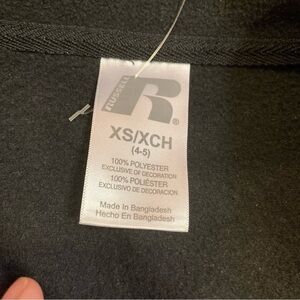 RUSSELL
R®
XS/XCH
(4-5)
100% POLYESTER
EXCLUSIVE OF DECORATION
100% POLIÉSTER
EXCLUSIVO DE DECORACION
Made In Bangladesh
Hecho En Bangladesh